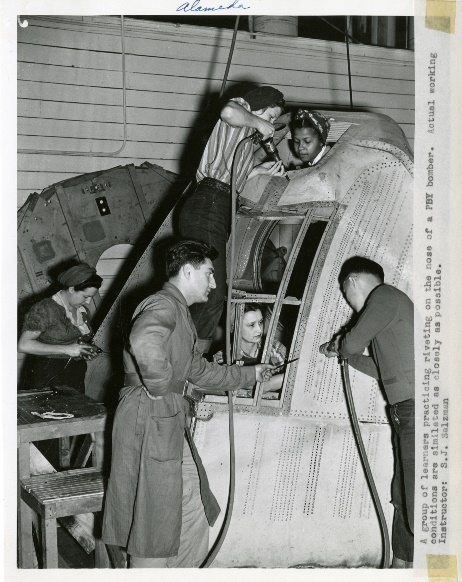 Alameda
A group of learners practicing riveting on the nose of a PBY bomber. Actual working
conditions are similated as closely as possible.
Instructor: S.J. Salzman